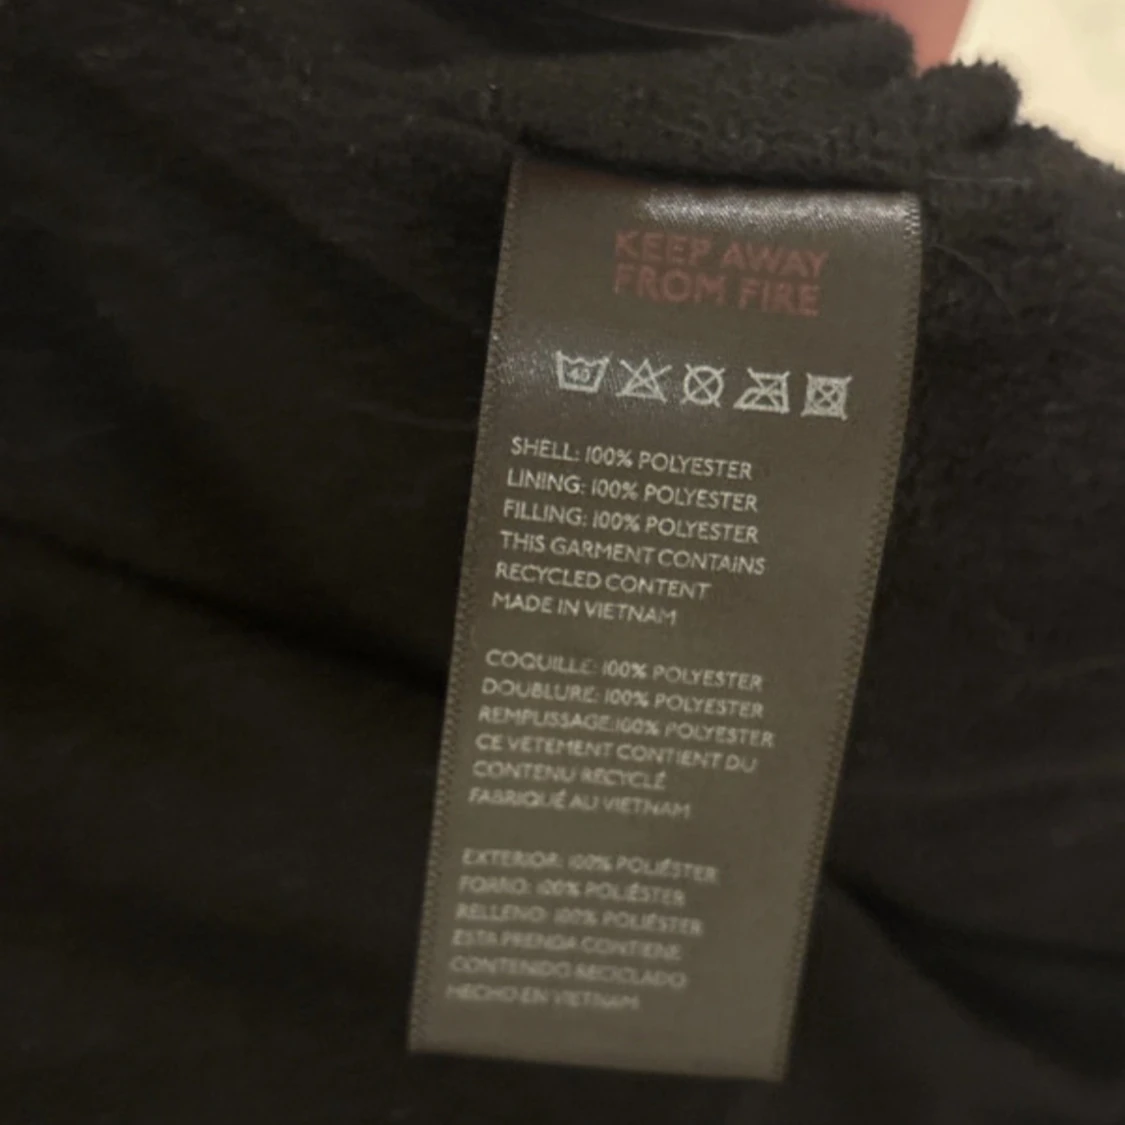 KEEP AWAY
FROM FIRE
40
SHELL: 100% POLYESTER
LINING: 100% POLYESTER
FILLING: 100% POLYESTER
THIS GARMENT CONTAINS
RECYCLED CONTENT
MADE IN VIETNAM
COQUILLE: 100% POLYESTER
DOUBLURE: 100% POLYESTER
REMPLISSAGE:100% POLYESTER
CE VETEMENT CONTIENT DU
CONTENU RECYCLÉ
FABRIQUÉ AU VIETNAM
EXTERIOR: 100% POLIÉSTER
FORRO: 100% POLIÉSTER
RELLENO: 100% POLIÉSTER
ESTA PRENDA CONTIENE
CONTENIDO RECICLADO
HECHO EN VIETNAM